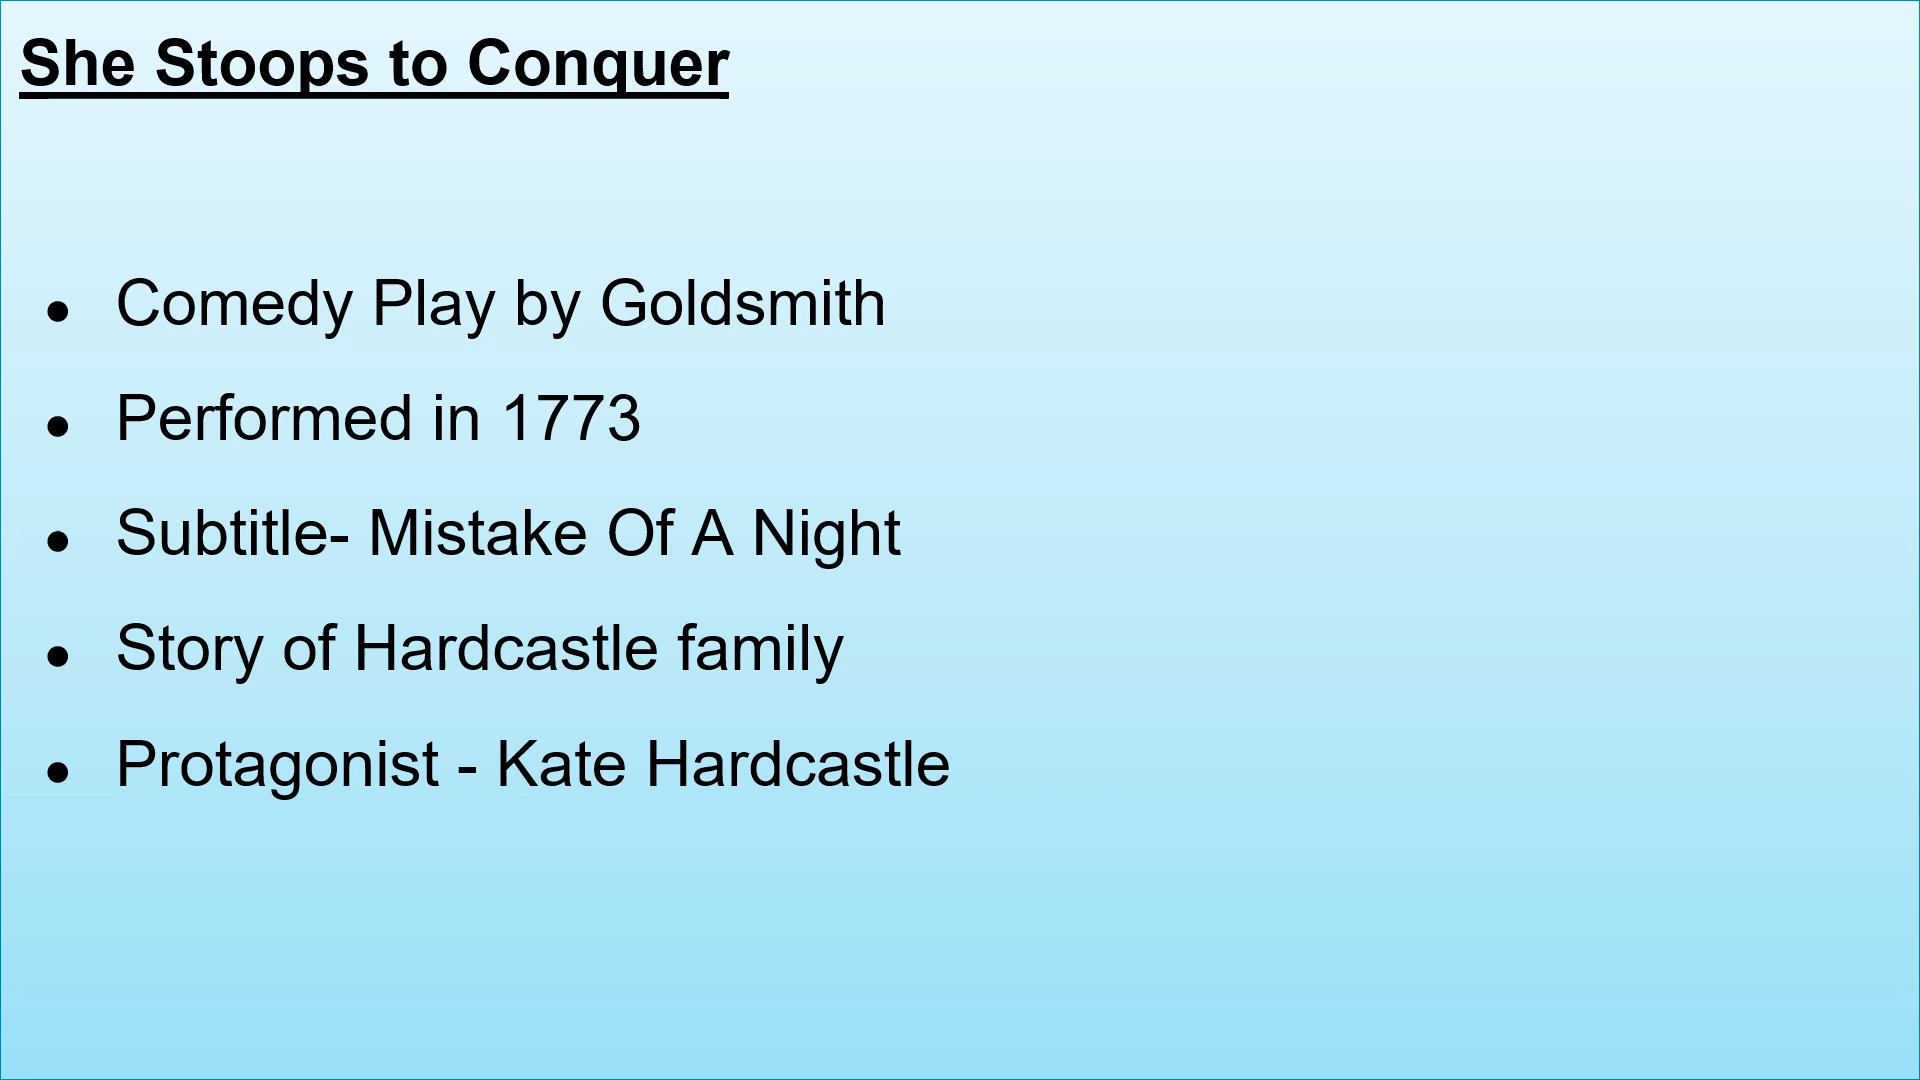 She Stoops to Conquer
● Comedy Play by Goldsmith
● Performed in 1773
● Subtitle- Mistake Of A Night
● Story of Hardcastle family
● Protagonist - Kate Hardcastle